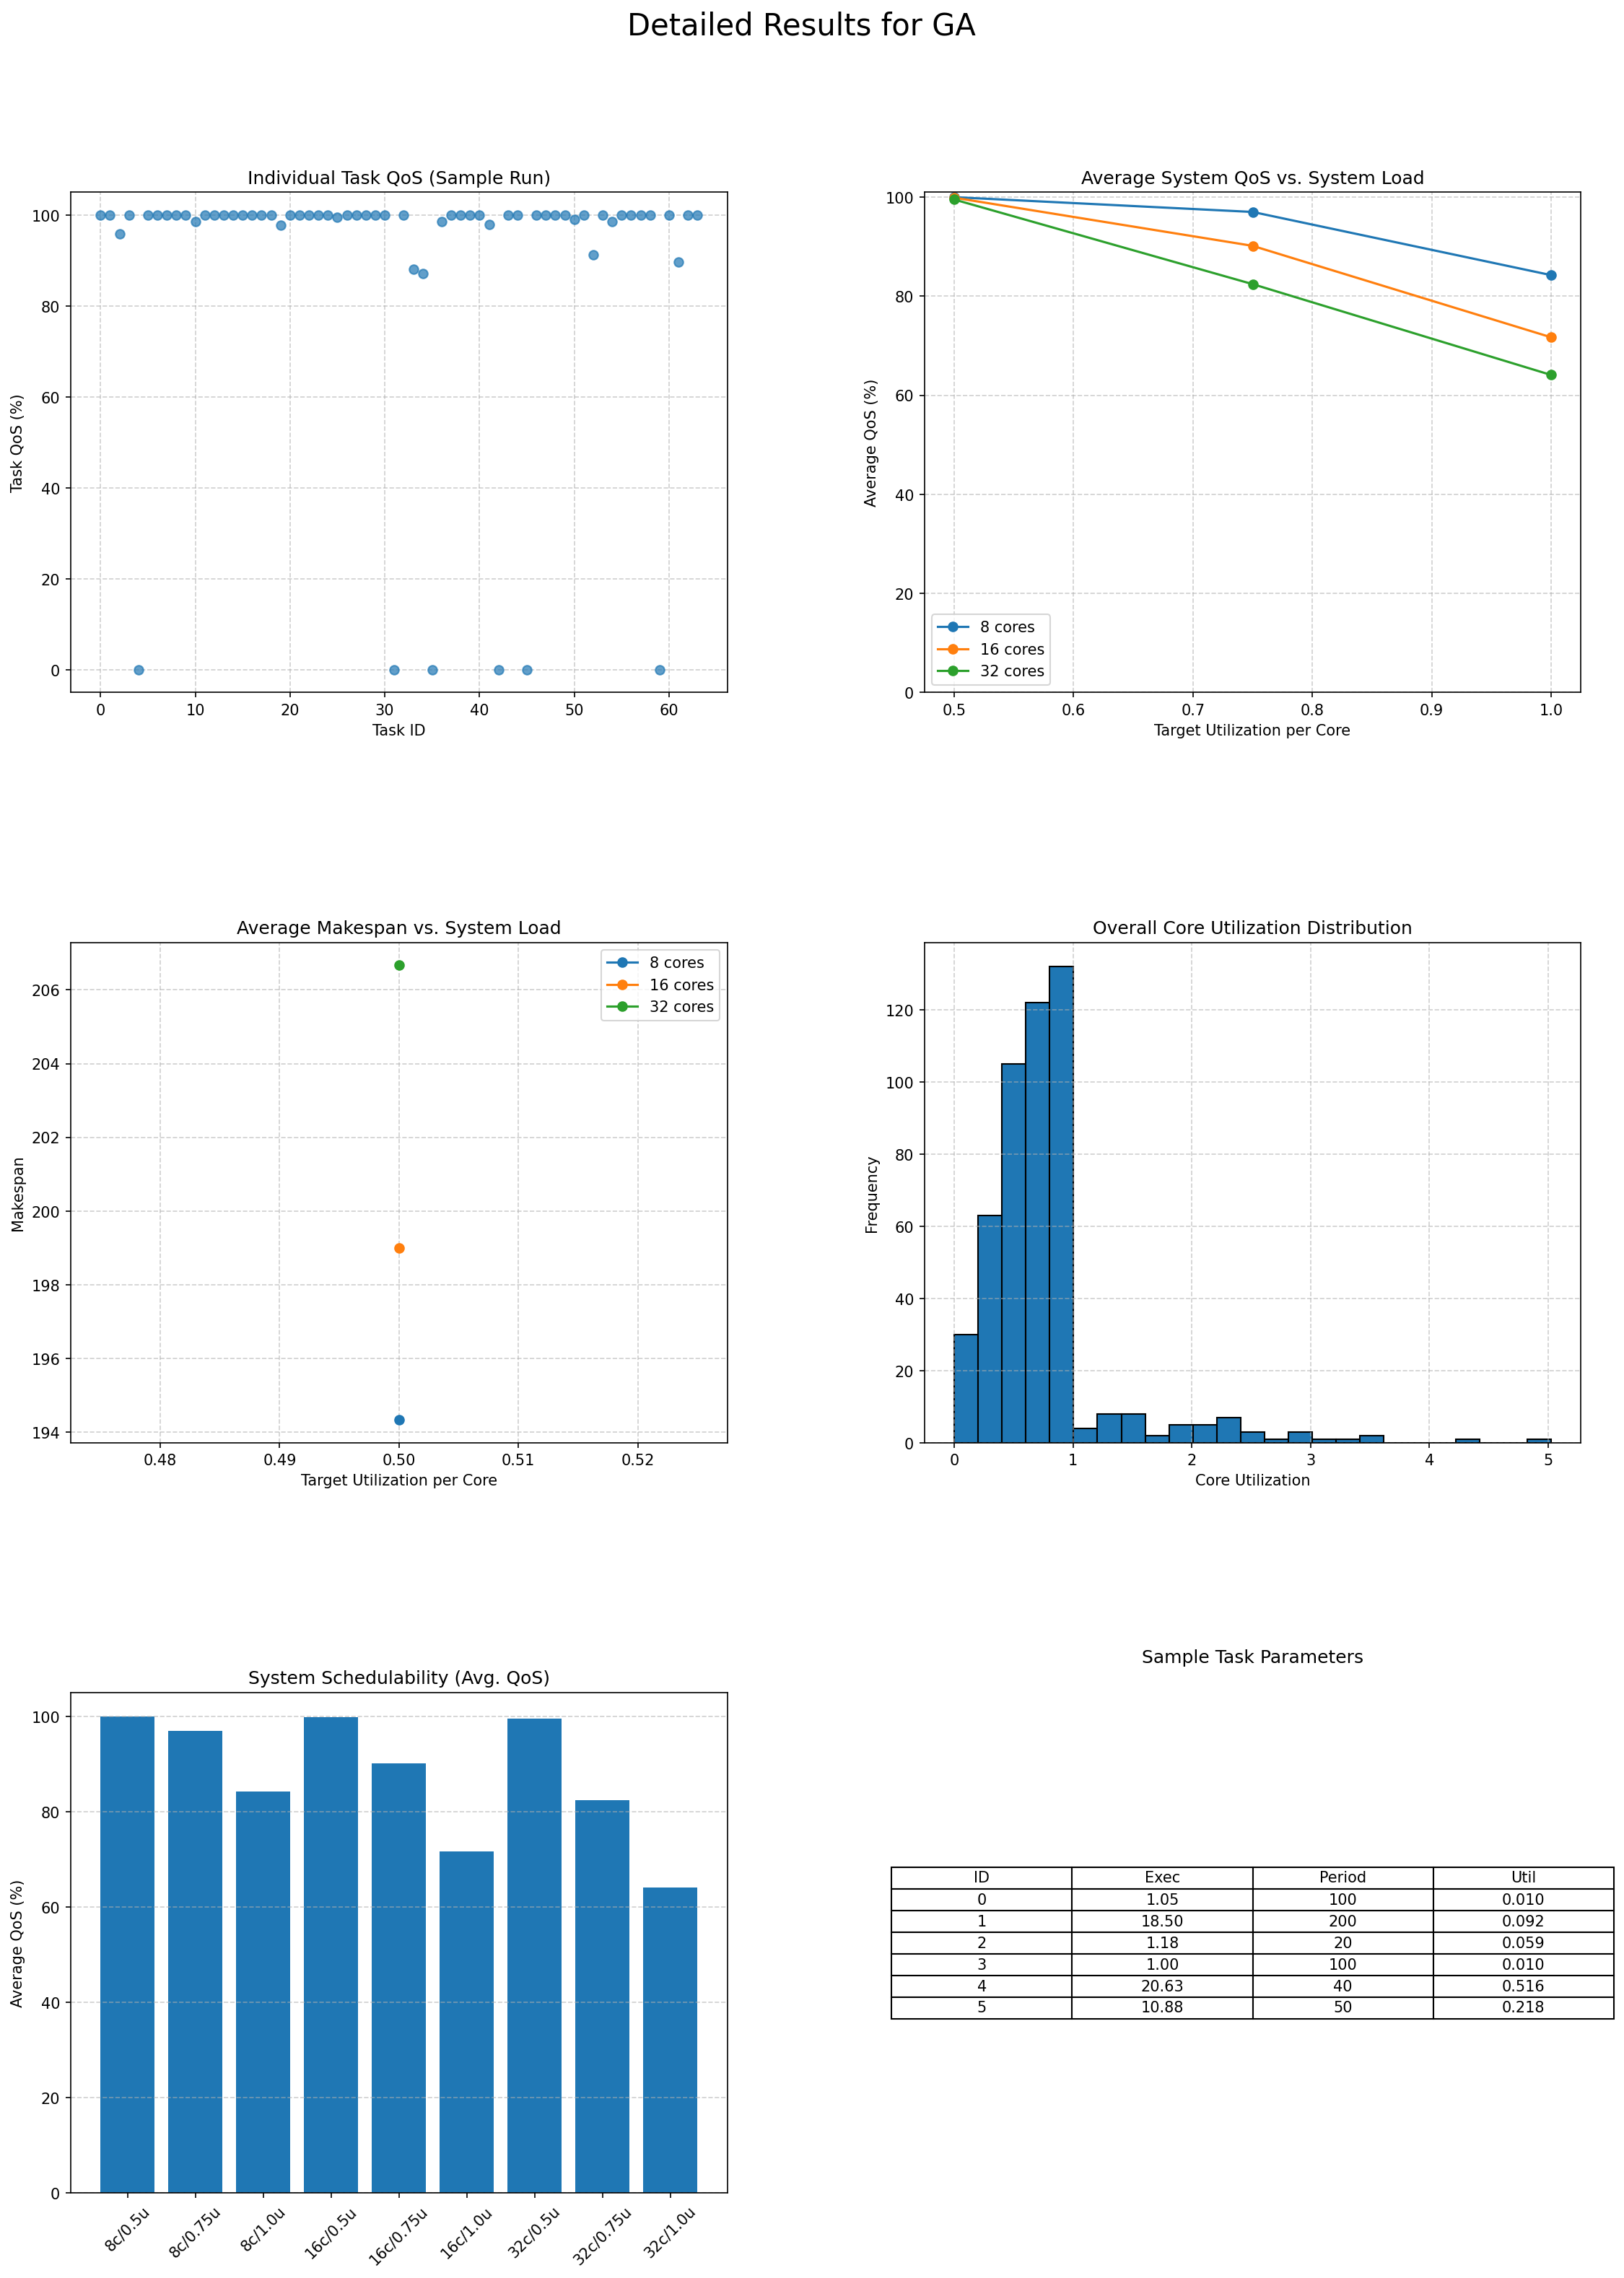 Detailed Results for GA
Individual Task QoS (Sample Run)
100
80
60
40
20
0
Task QoS (%)
0 10 20 30 40 50 60
Task ID
Average System QoS vs. System Load
100
80
60
40
20
0
Average QoS (%)
8 cores
16 cores
32 cores
0.5 0.6 0.7 0.8 0.9 1.0
Target Utilization per Core
Average Makespan vs. System Load
206
204
202
200
198
196
194
Makespan
8 cores
16 cores
32 cores
0.48 0.49 0.50 0.51 0.52
Target Utilization per Core
Overall Core Utilization Distribution
120
100
80
60
40
20
0
Frequency
0 1 2 3 4 5
Core Utilization
System Schedulability (Avg. QoS)
100
80
60
40
20
0
Average QoS (%)
8c/0.5u 8c/0.75u 8c/1.0u 16c/0.5u 16c/0.75u 16c/1.0u 32c/0.5u 32c/0.75u 32c/1.0u
Sample Task Parameters
ID Exec Period Util
0 1.05 100 0.010
1 18.50 200 0.092
2 1.18 20 0.059
3 1.00 100 0.010
4 20.63 40 0.516
5 10.88 50 0.218